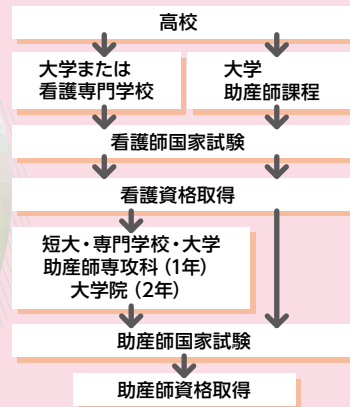 高校
大学または
看護専門学校
大学
助産師課程
看護師国家試験
看護資格取得
短大・専門学校・大学
助産師専攻科（1年）
大学院（2年）
助産師国家試験
助産師資格取得